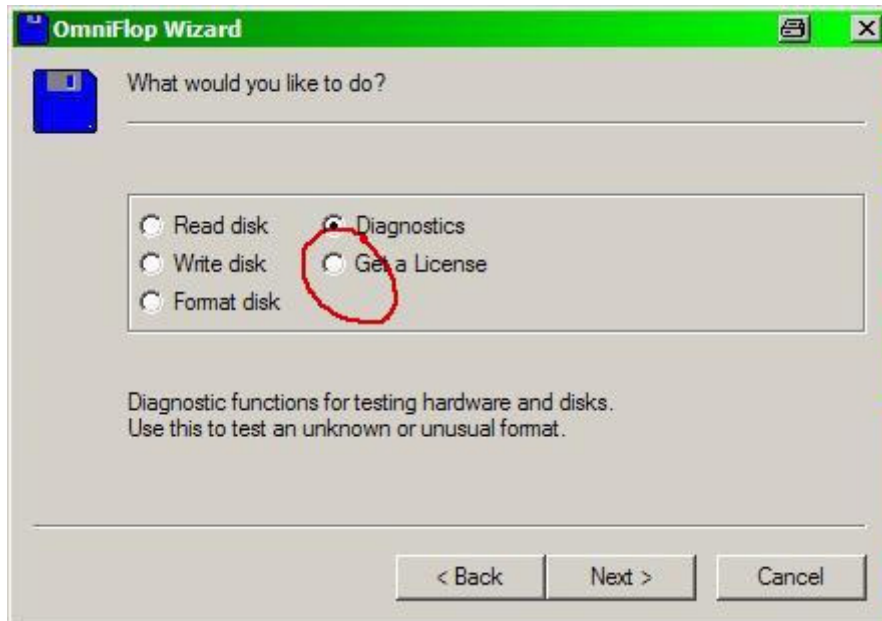 OmniFlop Wizard
What would you like to do?
Read disk
Diagnostics
Write disk
Get a License
Format disk
Diagnostic functions for testing hardware and disks.
Use this to test an unknown or unusual format.
< Back
Next >
Cancel